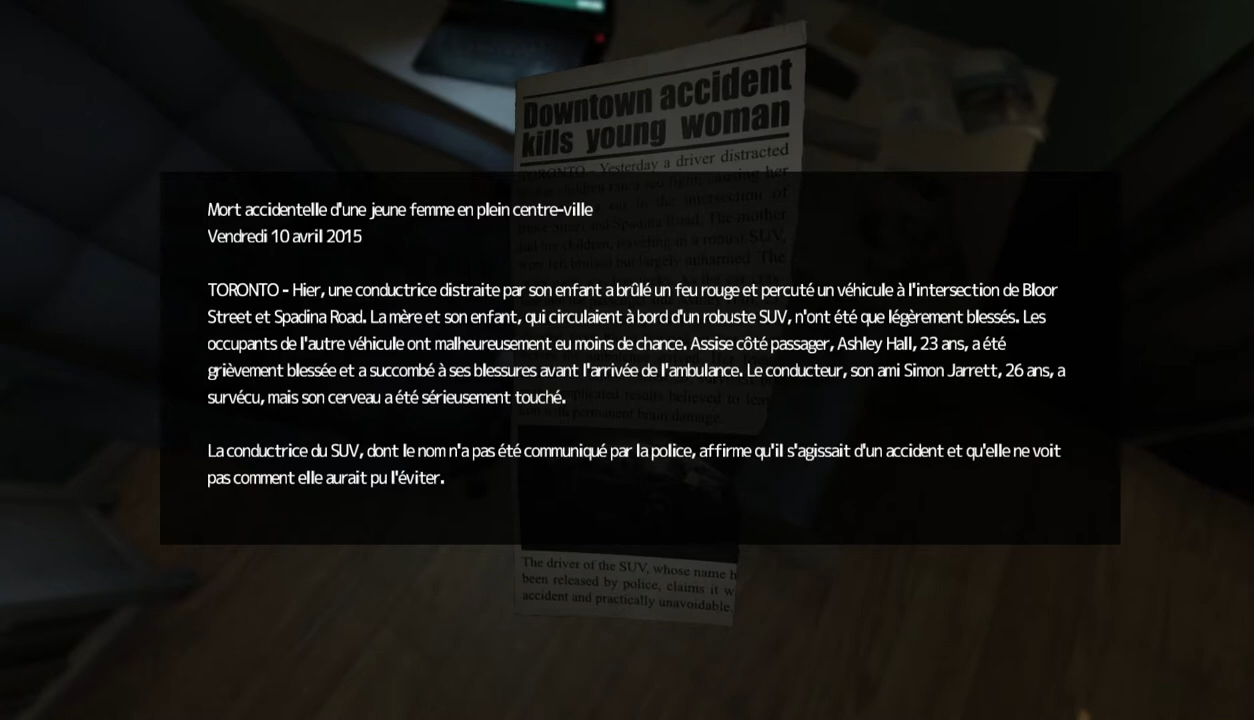 Downtown accident
kills young woman
TORONTO - Yesterday a driver distracted
Mort accidentelle d'une jeune femme en plein centre-ville
Vendredi 10 avril 2015
TORONTO - Hier, une conductrice distraite par son enfant a brûlé un feu rouge et percuté un véhicule à l'intersection de Bloor
Street et Spadina Road. La mère et son enfant, qui circulaient à bord d'un robuste SUV, n'ont été que légèrement blessés. Les
occupants de l'autre véhicule ont malheureusement eu moins de chance. Assise côté passager, Ashley Hall, 23 ans, a été
grièvement blessée et a succombé à ses blessures avant l'arrivée de l'ambulance. Le conducteur, son ami Simon Jarrett, 26 ans, a
survécu, mais son cerveau a été sérieusement touché.
La conductrice du SUV, dont le nom n'a pas été communiqué par la police, affirme qu'il s'agissait d'un accident et qu'elle ne voit
pas comment elle aurait pu l'éviter.
The driver of the SUV, whose name h
been released by police, claims it w
accident and practically unavoidable.